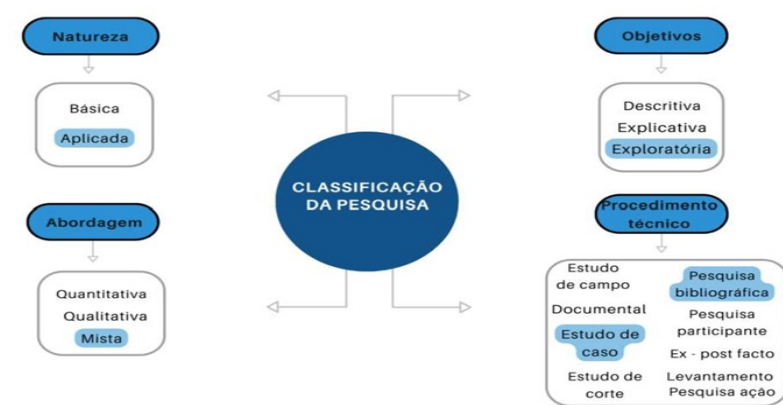 Natureza
Básica
Aplicada
Abordagem
Quantitativa
Qualitativa
Mista
CLASSIFICAÇÃO
DA PESQUISA
Objetivos
Descritiva
Explicativa
Exploratória
Procedimento
técnico
Estudo
de campo
Documental
Estudo de
caso
Estudo de
corte
Pesquisa
bibliográfica
Pesquisa
participante
Ex - post facto
Levantamento
Pesquisa ação